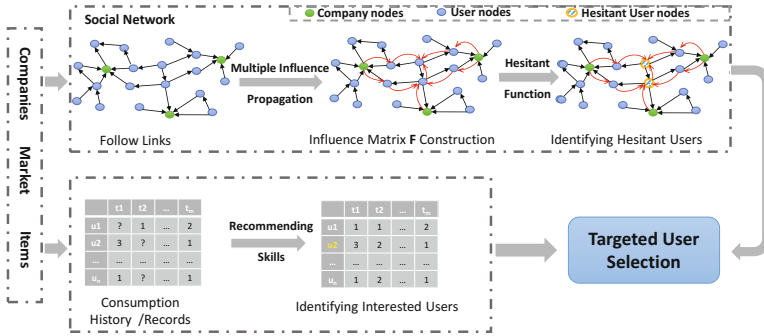 Social Network
Company nodes
User nodes
Hesitant User nodes
Companies
Market
Items
Multiple Influence
Propagation
Hesitant
Function
Follow Links
Influence Matrix F Construction
Identifying Hesitant Users
t1 t2 ... tm
u1 ? 1 ... 2
u2 3 ? ... 1
... ... ... ... ...
un 1 ? ... 1
Recommending
Skills
t1 t2 ... tm
u1 1 1 ... 2
u2 3 2 ... 1
... ... ... ... ...
un 1 2 ... 1
Consumption
History /Records
Identifying Interested Users
Targeted User
Selection